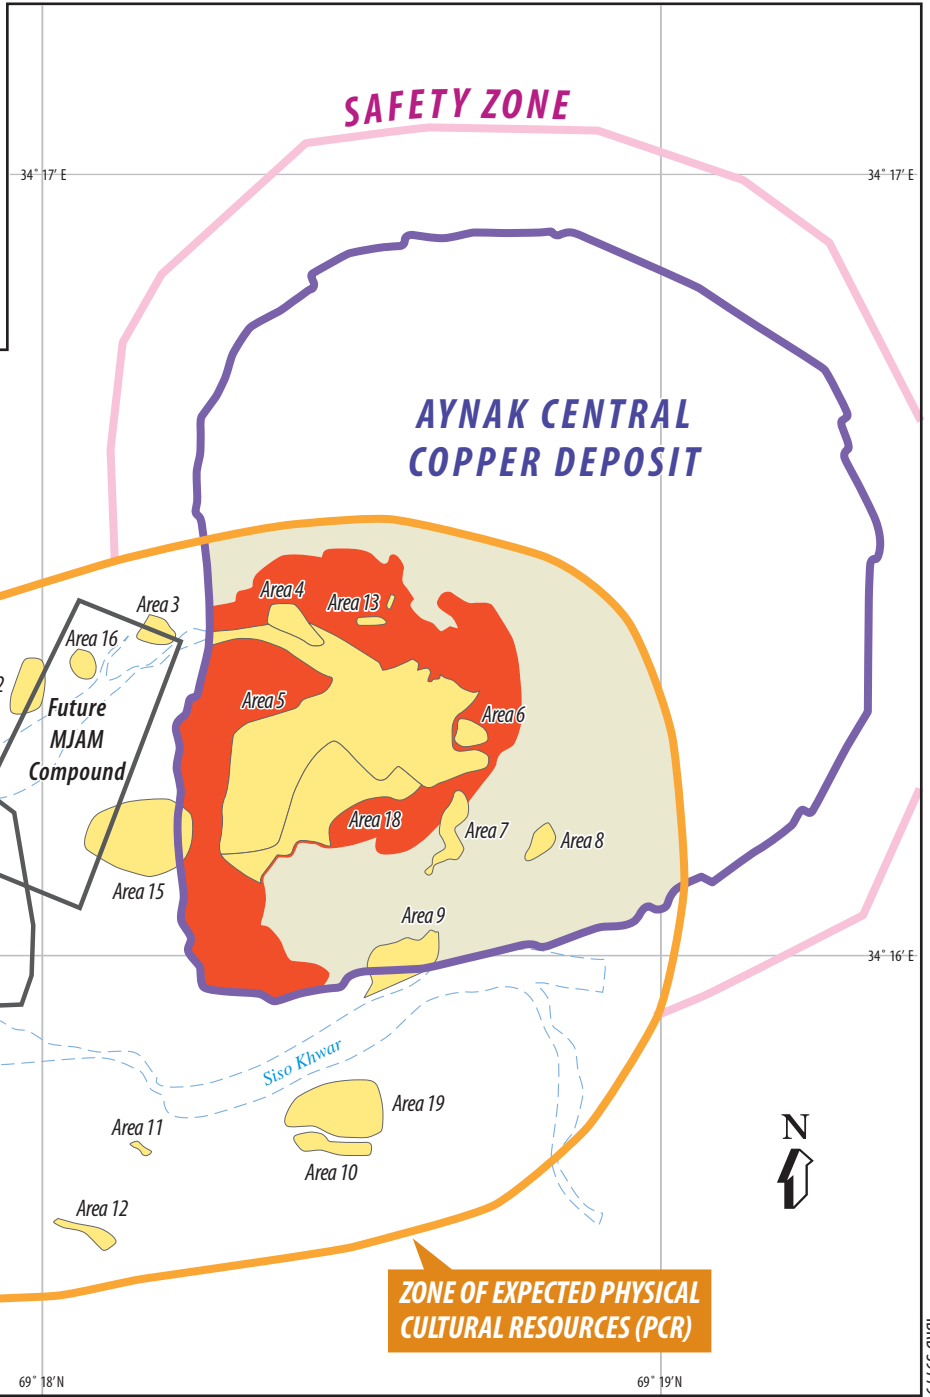 SAFETY ZONE
34° 17′ E
34° 17′ E
AYNAK CENTRAL
COPPER DEPOSIT
Area 3
Area 4
Area 13
Area 16
2
Area 5
Future
MJAM
Compound
Area 6
Area 18
Area 7
Area 8
Area 15
Area 9
34° 16′ E
Siso Khwar
Area 19
Area 11
Area 10
Area 12
N
ZONE OF EXPECTED PHYSICAL
CULTURAL RESOURCES (PCR)
69° 18′N
69° 19′N